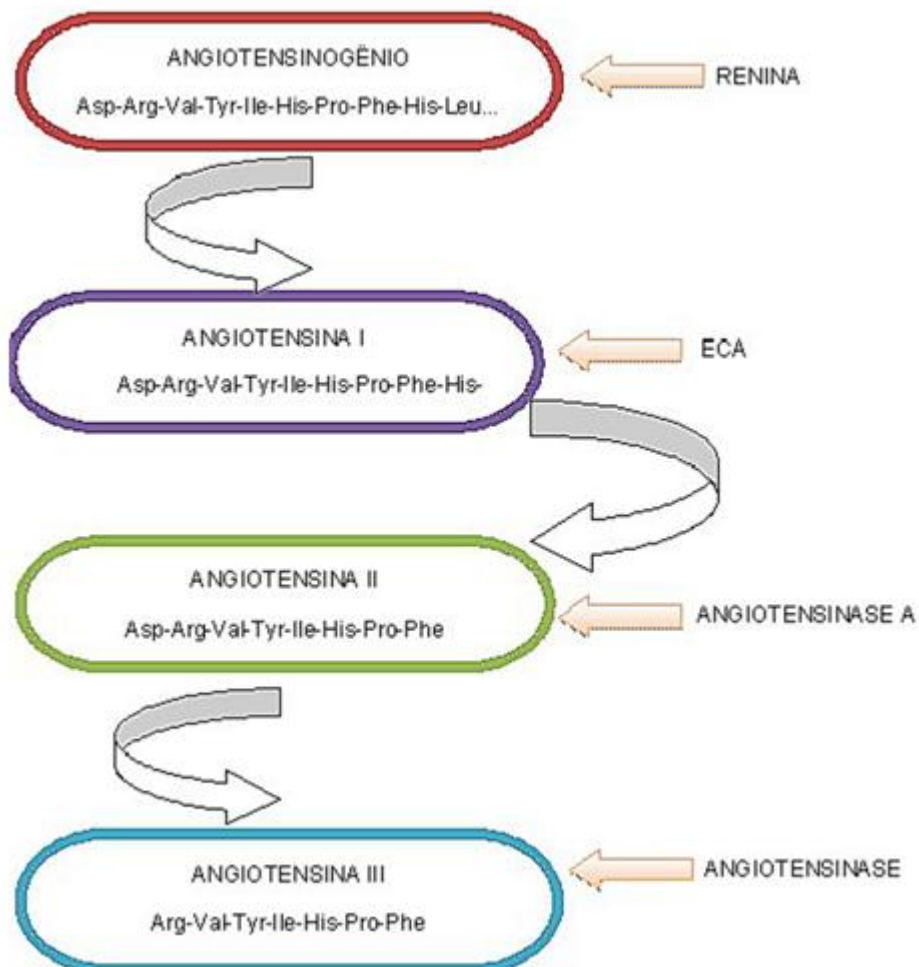 ANGIOTENSINOGÊNIO
Asp-Arg-Val-Tyr-Ile-His-Pro-Phe-His-Leu...
RENINA
ANGIOTENSINA I
Asp-Arg-Val-Tyr-Ile-His-Pro-Phe-His-
ECA
ANGIOTENSINA II
Asp-Arg-Val-Tyr-Ile-His-Pro-Phe
ANGIOTENSINASE A
ANGIOTENSINA III
Arg-Val-Tyr-Ile-His-Pro-Phe
ANGIOTENSINASE